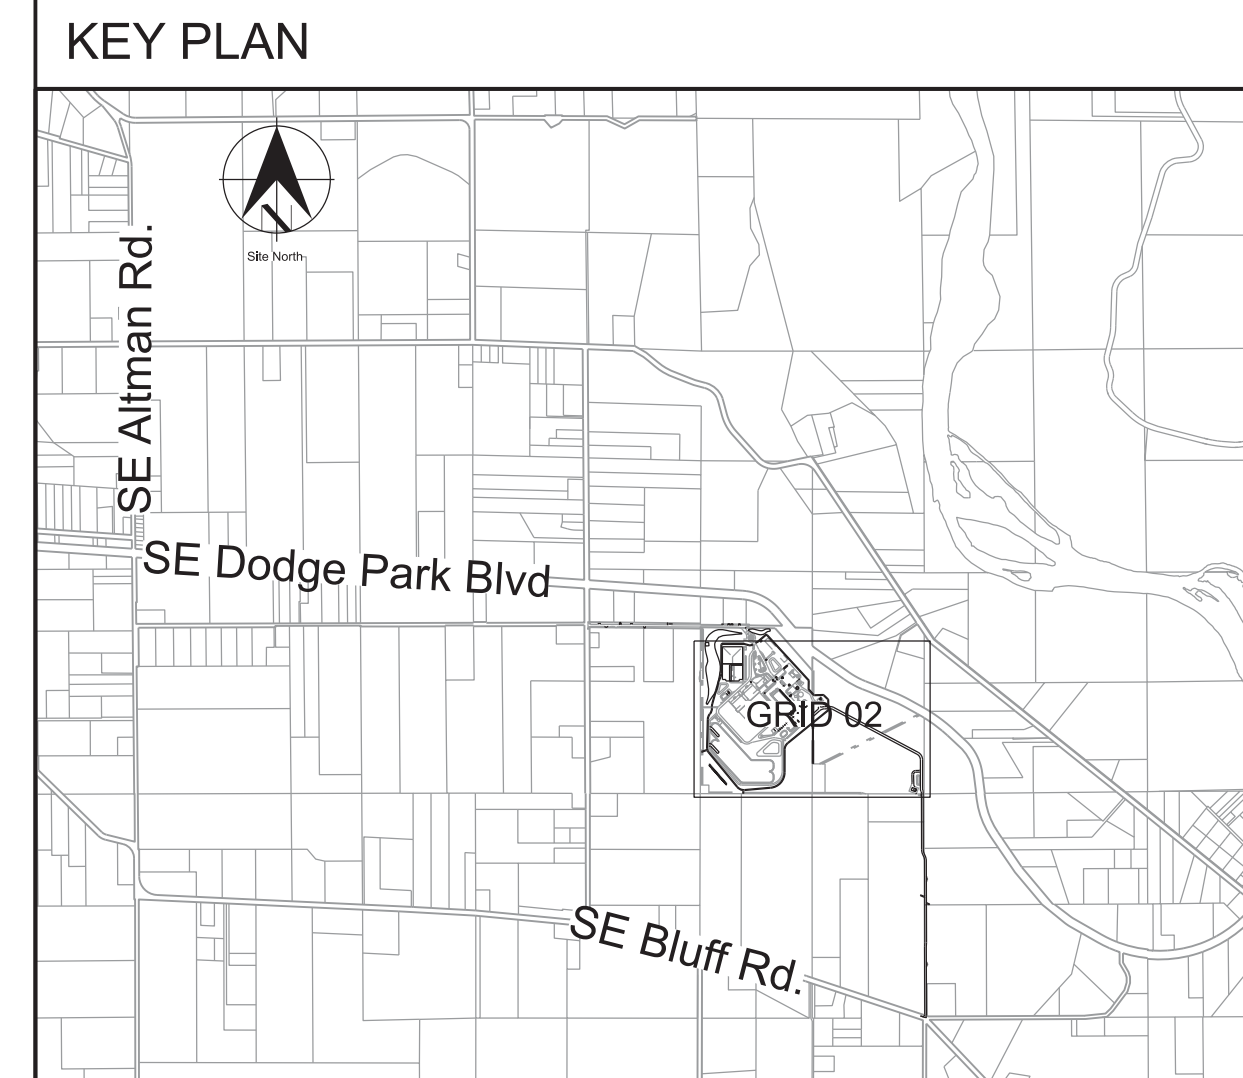 KEY PLAN
Site North
SE Altman Rd.
SE Dodge Park Blvd
GRID 02
SE Bluff Rd.